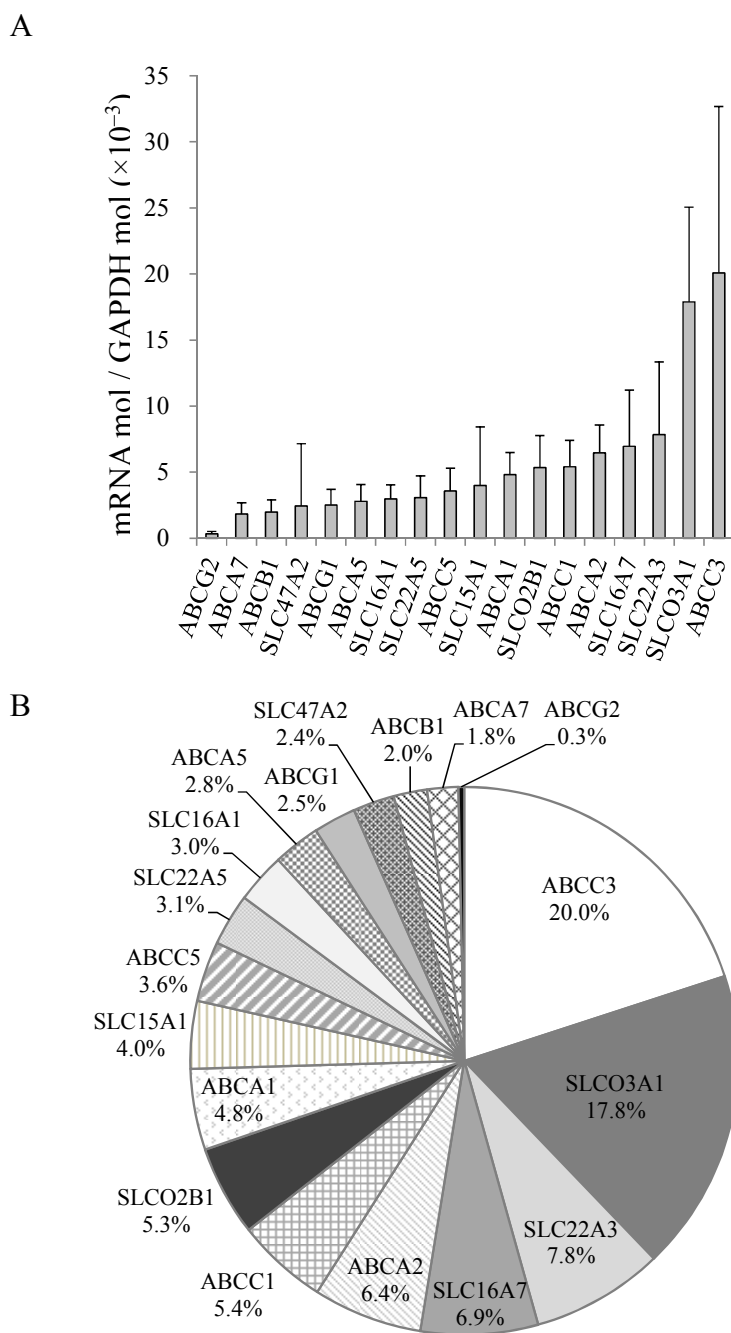 A
mRNA mol / GAPDH mol (×10⁻³)
35
30
25
20
15
10
5
0
ABCG2
ABCA7
ABCB1
SLC47A2
ABCG1
ABCA5
SLC16A1
SLC22A5
ABCC5
SLC15A1
ABCA1
SLCO2B1
ABCC1
ABCA2
SLC16A7
SLC22A3
SLCO3A1
ABCC3
B
ABCC3
20.0%
SLCO3A1
17.8%
SLC22A3
7.8%
SLC16A7
6.9%
ABCA2
6.4%
ABCC1
5.4%
SLCO2B1
5.3%
ABCA1
4.8%
SLC15A1
4.0%
ABCC5
3.6%
SLC22A5
3.1%
SLC16A1
3.0%
ABCA5
2.8%
ABCG1
2.5%
SLC47A2
2.4%
ABCB1
2.0%
ABCA7
1.8%
ABCG2
0.3%